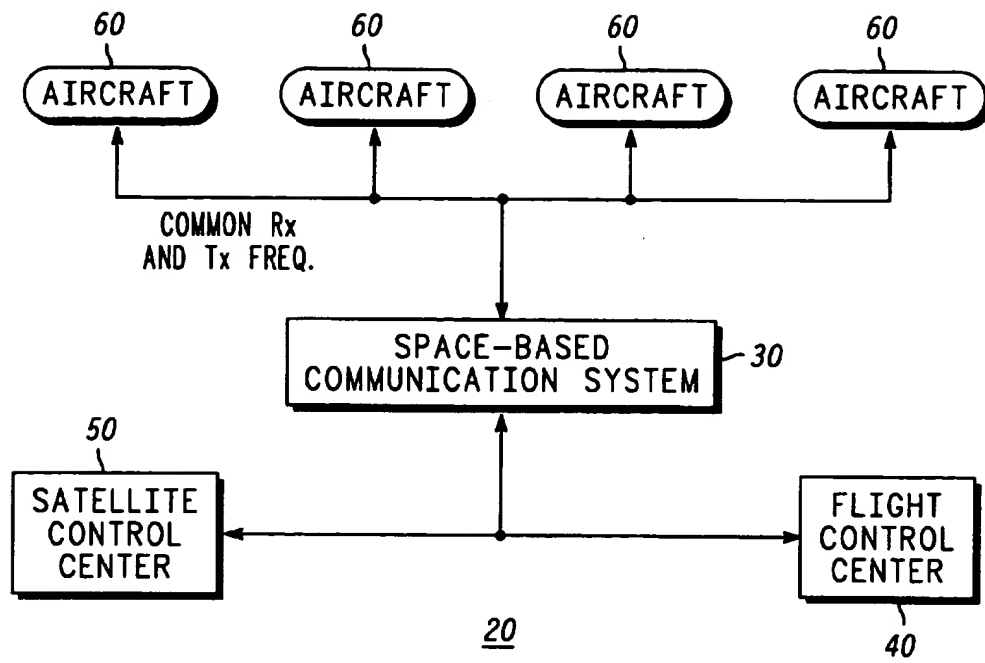 60 60 60 60
AIRCRAFT AIRCRAFT AIRCRAFT AIRCRAFT
COMMON Rx
AND Tx FREQ.
SPACE-BASED
COMMUNICATION SYSTEM
30
50
SATELLITE
CONTROL
CENTER
FLIGHT
CONTROL
CENTER
20
40